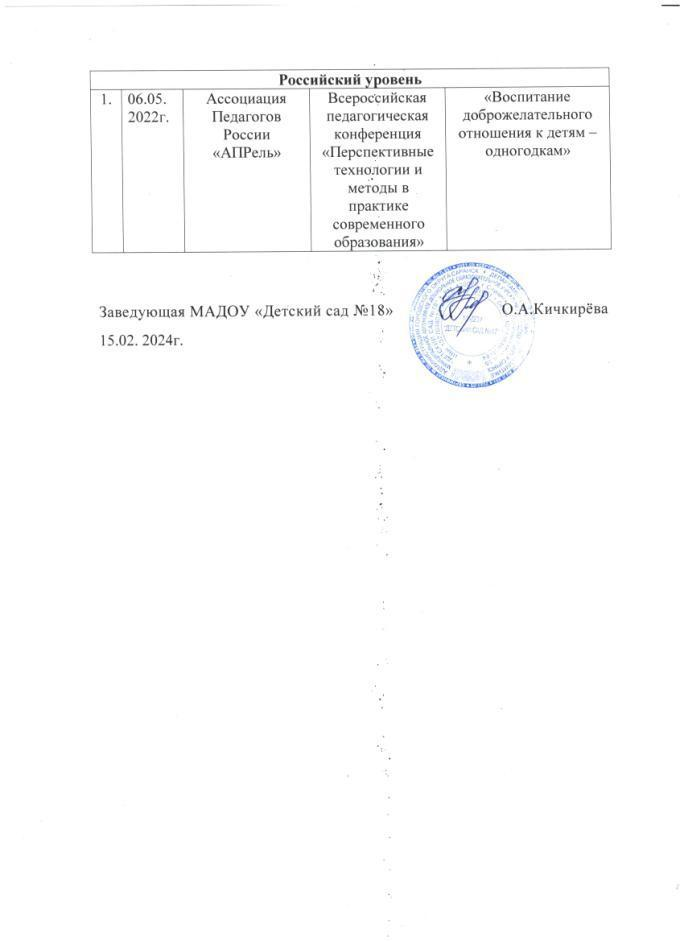 Российский уровень
1.
06.05.
2022г.
Ассоциация
Педагогов
России
«АПРель»
Всероссийская
педагогическая
конференция
«Перспективные
технологии и
методы в
практике
современного
образования»
«Воспитание
доброжелательного
отношения к детям –
одногодкам»
Заведующая МАДОУ «Детский сад №18» О.А.Кичкирёва
15.02. 2024г.